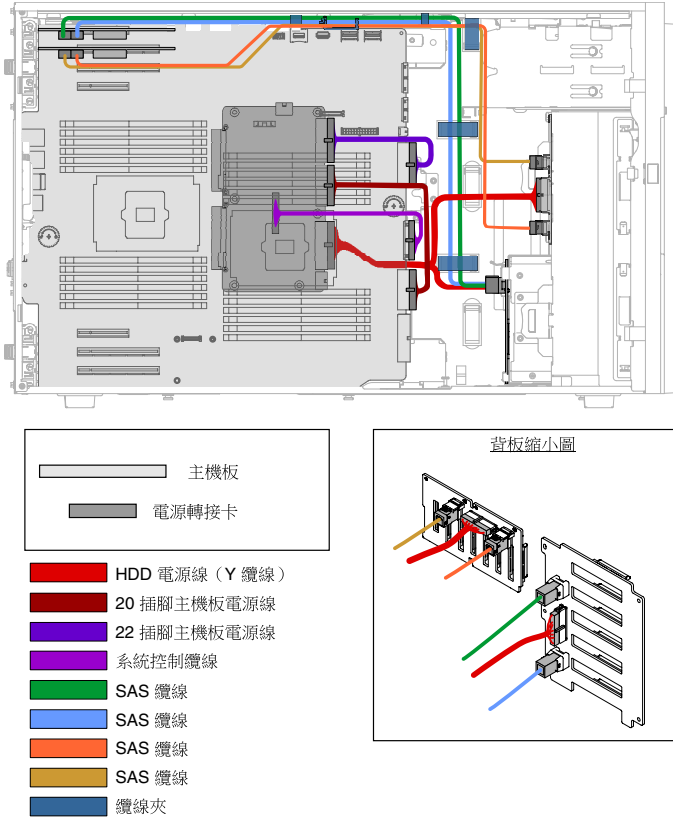 主機板
電源轉接卡
背板縮小圖
HDD 電源線（Y 纜線）
20 插腳主機板電源線
22 插腳主機板電源線
系統控制纜線
SAS 纜線
SAS 纜線
SAS 纜線
SAS 纜線
纜線夾